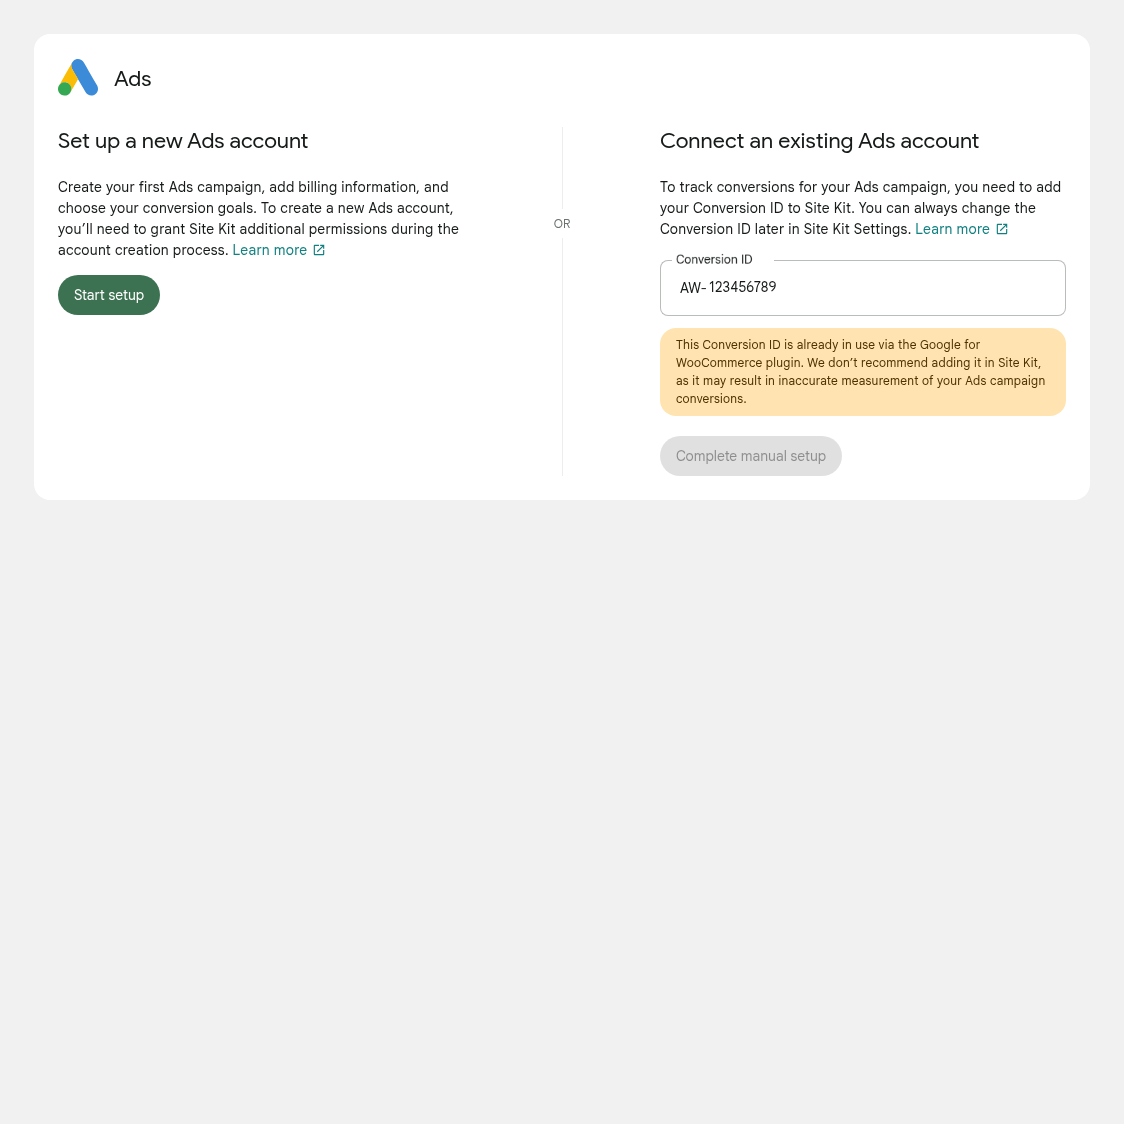 Ads
Set up a new Ads account
Create your first Ads campaign, add billing information, and
choose your conversion goals. To create a new Ads account,
you’ll need to grant Site Kit additional permissions during the
account creation process. Learn more
Start setup
OR
Connect an existing Ads account
To track conversions for your Ads campaign, you need to add
your Conversion ID to Site Kit. You can always change the
Conversion ID later in Site Kit Settings. Learn more
Conversion ID
AW- 123456789
This Conversion ID is already in use via the Google for
WooCommerce plugin. We don’t recommend adding it in Site Kit,
as it may result in inaccurate measurement of your Ads campaign
conversions.
Complete manual setup